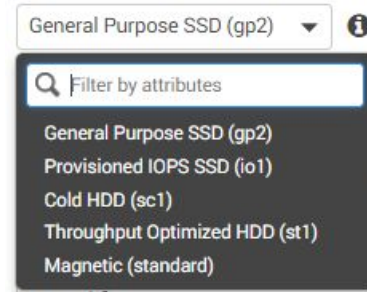 General Purpose SSD (gp2)
Filter by attributes
General Purpose SSD (gp2)
Provisioned IOPS SSD (io1)
Cold HDD (sc1)
Throughput Optimized HDD (st1)
Magnetic (standard)